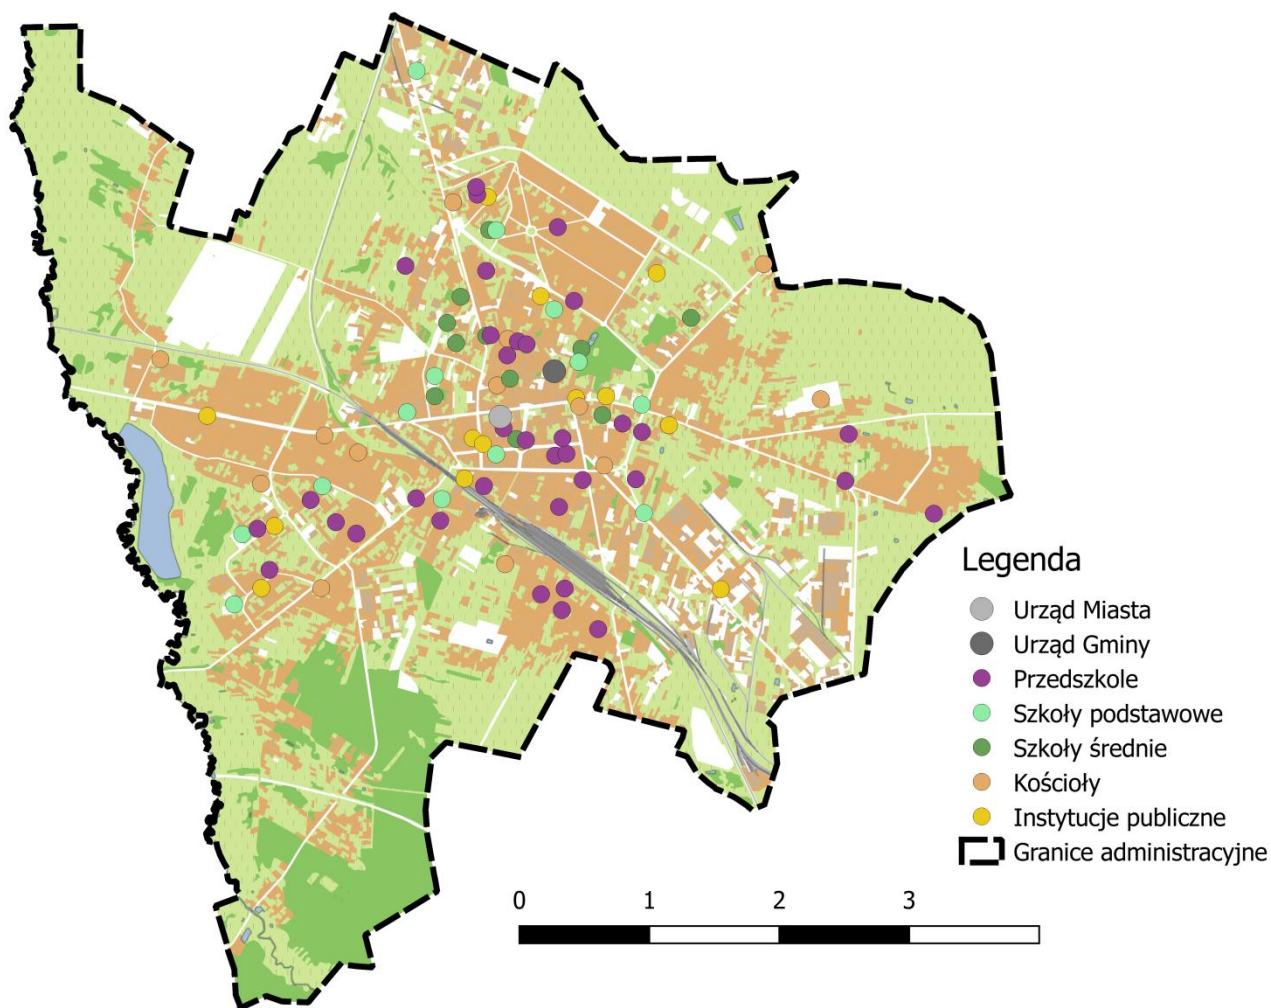 Legenda
Urząd Miasta
Urząd Gminy
Przedszkole
Szkoły podstawowe
Szkoły średnie
Kościoły
Instytucje publiczne
Granice administracyjne
0 1 2 3